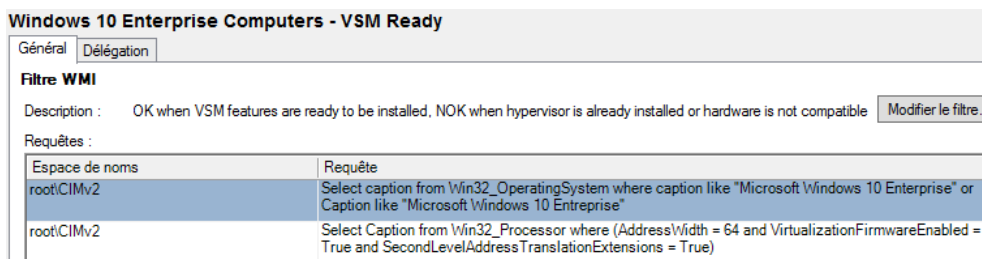 Windows 10 Enterprise Computers - VSM Ready
Général Délégation
Filtre WMI
Description : OK when VSM features are ready to be installed, NOK when hypervisor is already installed or hardware is not compatible Modifier le filtre.
Requêtes :
Espace de noms Requête
root\CIMv2 Select caption from Win32_OperatingSystem where caption like "Microsoft Windows 10 Enterprise" or
Caption like "Microsoft Windows 10 Entreprise"
root\CIMv2 Select Caption from Win32_Processor where (AddressWidth = 64 and VirtualizationFirmwareEnabled =
True and SecondLevelAddressTranslationExtensions = True)